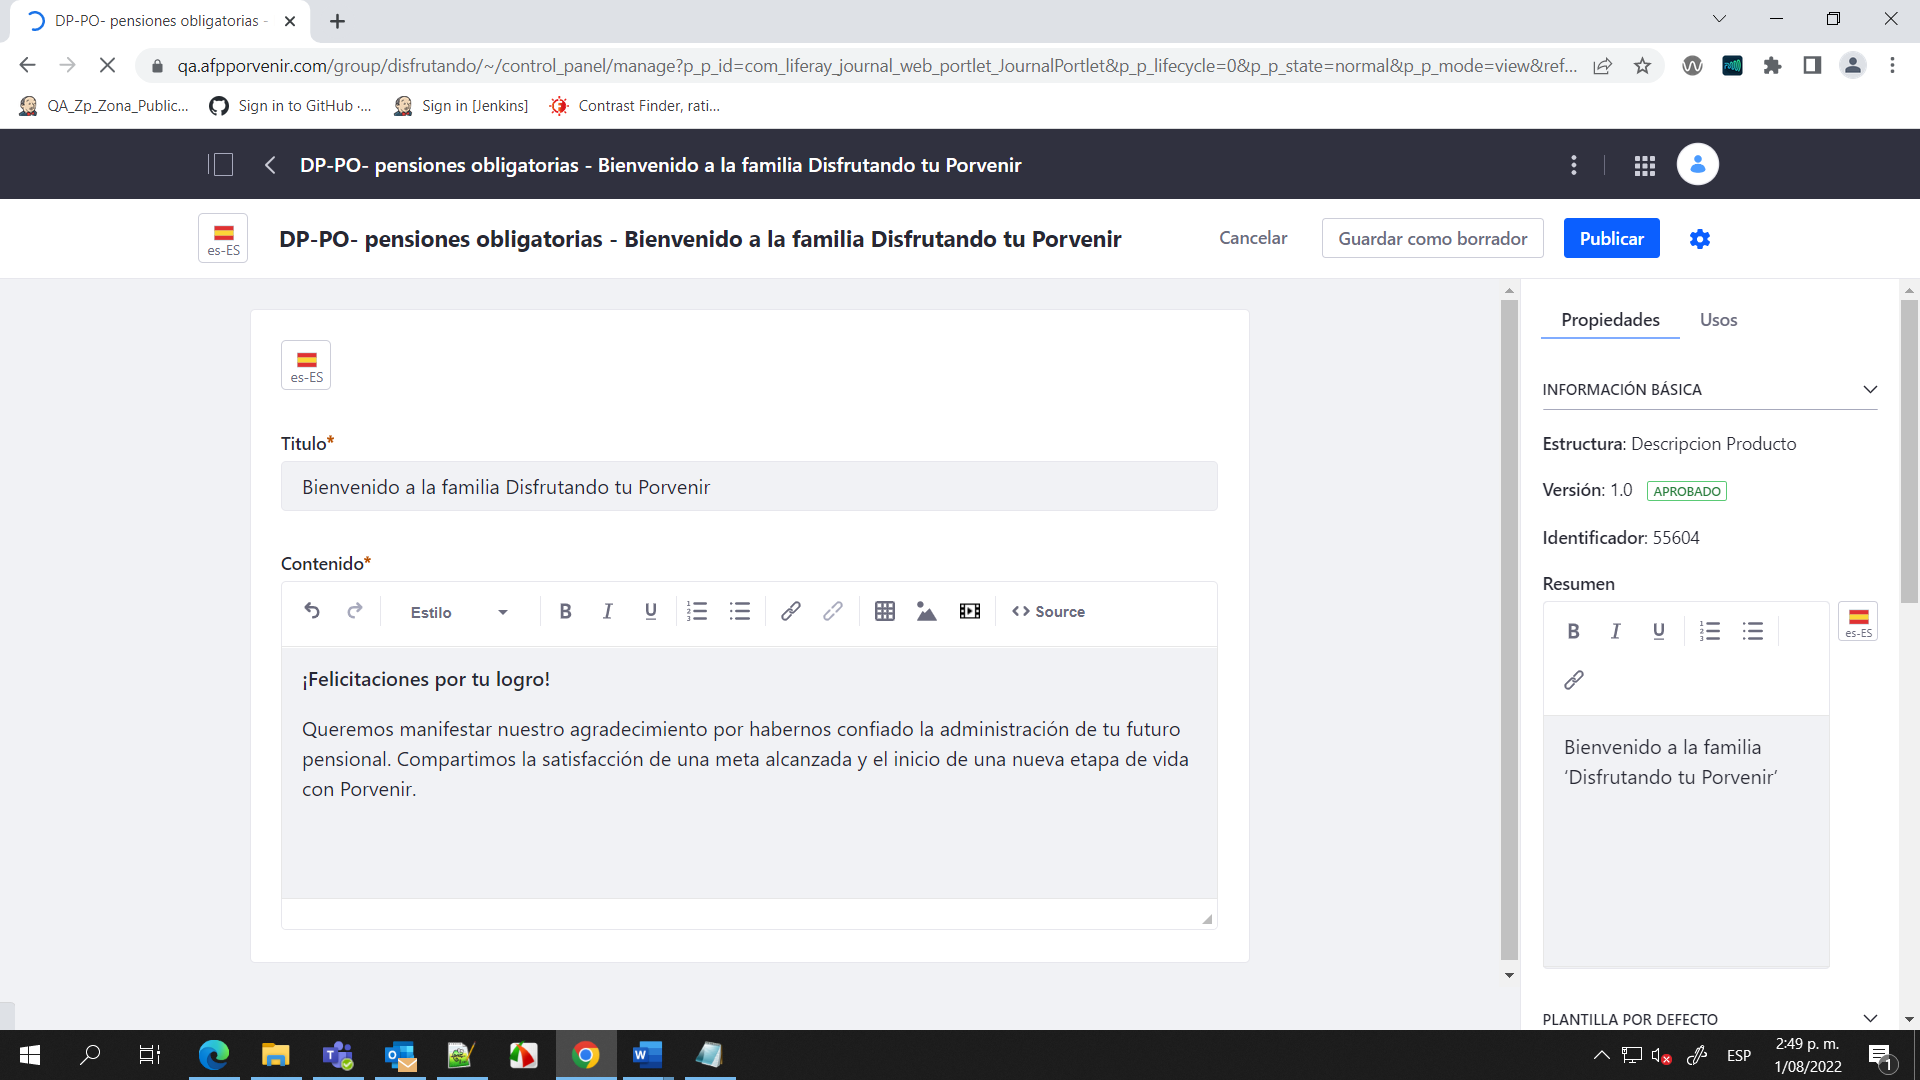 DP-PO- pensiones obligatorias -
qa.afpporvenir.com/group/disfrutando/~/control_panel/manage?p_p_id=com_liferay_journal_web_portlet_JournalPortlet&p_p_lifecycle=0&p_p_state=normal&p_p_mode=view&ref...
QA_Zp_Zona_Public... Sign in to GitHub ·... Sign in [Jenkins] Contrast Finder, rati...
DP-PO- pensiones obligatorias - Bienvenido a la familia Disfrutando tu Porvenir
es-ES
DP-PO- pensiones obligatorias - Bienvenido a la familia Disfrutando tu Porvenir
Cancelar
Guardar como borrador
Publicar
es-ES
Titulo*
Bienvenido a la familia Disfrutando tu Porvenir
Contenido*
Estilo B I U Source
¡Felicitaciones por tu logro!
Queremos manifestar nuestro agradecimiento por habernos confiado la administración de tu futuro
pensional. Compartimos la satisfacción de una meta alcanzada y el inicio de una nueva etapa de vida
con Porvenir.
Propiedades Usos
INFORMACIÓN BÁSICA
Estructura: Descripcion Producto
Versión: 1.0 APROBADO
Identificador: 55604
Resumen
B I U
es-ES
Bienvenido a la familia
‘Disfrutando tu Porvenir’
PLANTILLA POR DEFECTO
ESP
2:49 p. m.
1/08/2022
1